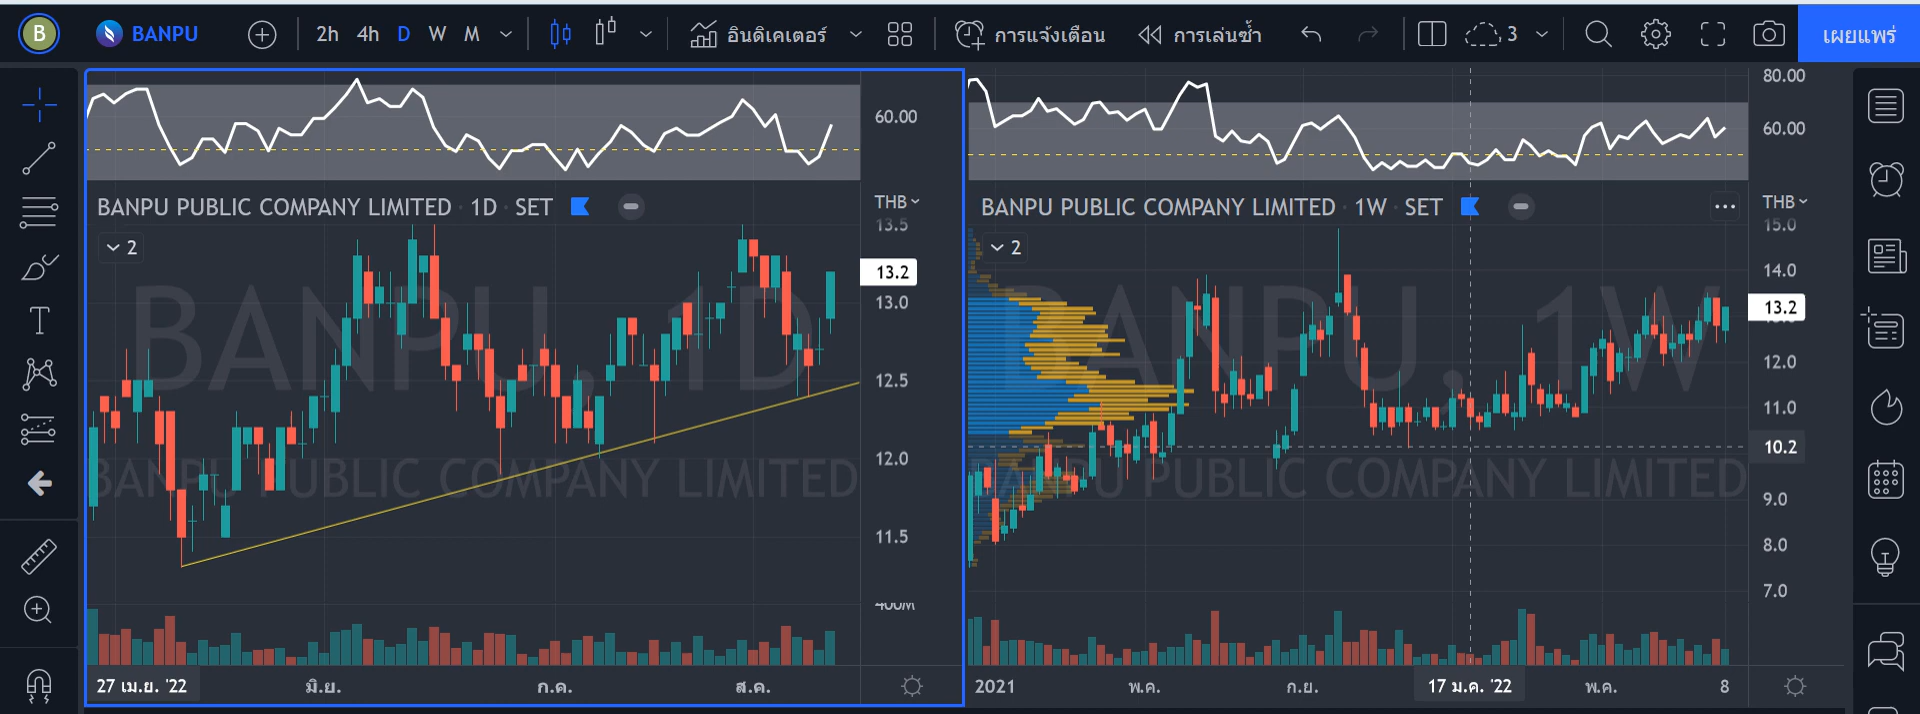 B BANPU 2h 4h D W M อินดิเคเตอร์ การแจ้งเตือน การเล่นซ้ำ 3 เผยแพร่
60.00
BANPU PUBLIC COMPANY LIMITED · 1D · SET
THB
13.5
2
13.2
13.0
12.5
12.0
11.5
400M
BANPU, 1D
BANPU PUBLIC COMPANY LIMITED
27 เม.ย. '22 มิ.ย. ก.ค. ส.ค.
80.00
60.00
BANPU PUBLIC COMPANY LIMITED · 1W · SET
THB
15.0
2
14.0
13.2
12.0
11.0
10.2
9.0
8.0
7.0
BANPU, 1W
BANPU PUBLIC COMPANY LIMITED
2021 พ.ค. ก.ย. 17 ม.ค. '22 พ.ค. 8